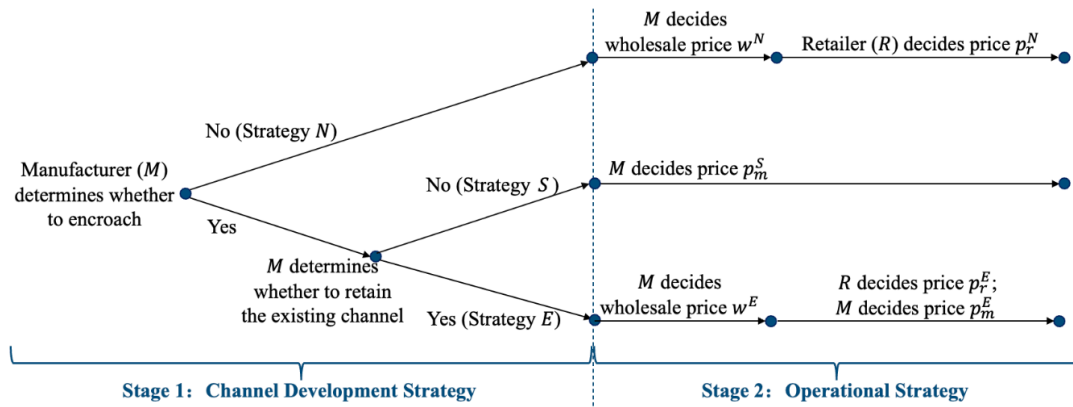 M decides
wholesale price w^N
Retailer (R) decides price p_r^N
No (Strategy N)
Manufacturer (M)
determines whether
to encroach
No (Strategy S)
M decides price p_m^S
Yes
M determines
whether to retain
the existing channel
Yes (Strategy E)
M decides
wholesale price w^E
R decides price p_r^E;
M decides price p_m^E
Stage 1：Channel Development Strategy
Stage 2：Operational Strategy